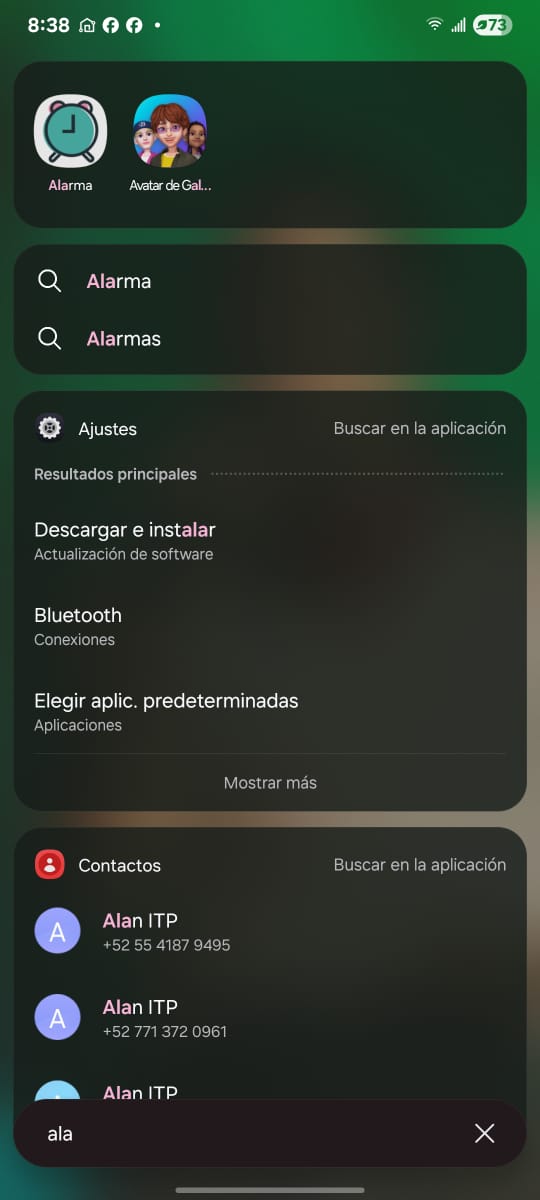 8:38
73
Alarma
Avatar de Gal...
Alarma
Alarmas
Ajustes
Buscar en la aplicación
Resultados principales
Descargar e instalar
Actualización de software
Bluetooth
Conexiones
Elegir aplic. predeterminadas
Aplicaciones
Mostrar más
Contactos
Buscar en la aplicación
A
Alan ITP
+52 55 4187 9495
A
Alan ITP
+52 771 372 0961
Alan ITP
ala